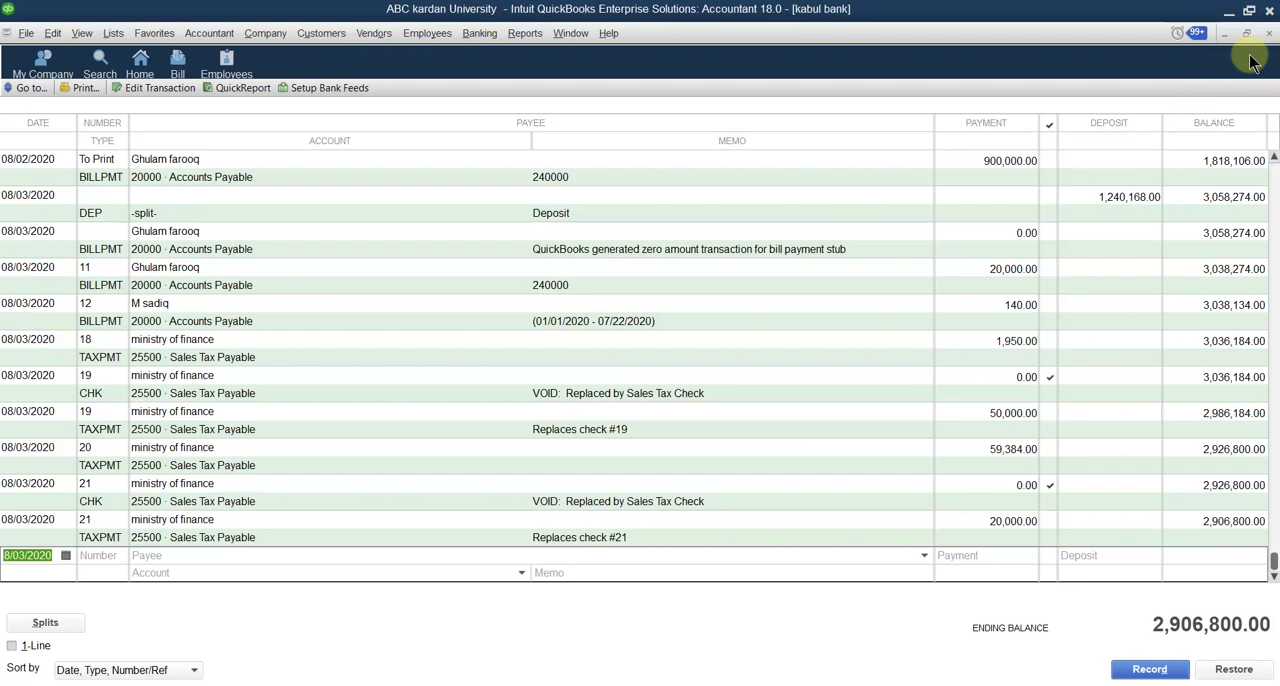 ABC kardan University - Intuit QuickBooks Enterprise Solutions: Accountant 18.0 - [kabul bank]
File Edit View Lists Favorites Accountant Company Customers Vendors Employees Banking Reports Window Help 99+
My Company Search Home Bill Employees
Go to... Print... Edit Transaction QuickReport Setup Bank Feeds
DATE NUMBER PAYEE PAYMENT ✓ DEPOSIT BALANCE
TYPE ACCOUNT MEMO
08/02/2020 To Print Ghulam farooq 900,000.00 1,818,106.00
BILLPMT 20000 · Accounts Payable 240000
08/03/2020 1,240,168.00 3,058,274.00
DEP -split- Deposit
08/03/2020 Ghulam farooq 0.00 3,058,274.00
BILLPMT 20000 · Accounts Payable QuickBooks generated zero amount transaction for bill payment stub
08/03/2020 11 Ghulam farooq 20,000.00 3,038,274.00
BILLPMT 20000 · Accounts Payable 240000
08/03/2020 12 M sadiq 140.00 3,038,134.00
BILLPMT 20000 · Accounts Payable (01/01/2020 - 07/22/2020)
08/03/2020 18 ministry of finance 1,950.00 3,036,184.00
TAXPMT 25500 · Sales Tax Payable
08/03/2020 19 ministry of finance 0.00 ✓ 3,036,184.00
CHK 25500 · Sales Tax Payable VOID: Replaced by Sales Tax Check
08/03/2020 19 ministry of finance 50,000.00 2,986,184.00
TAXPMT 25500 · Sales Tax Payable Replaces check #19
08/03/2020 20 ministry of finance 59,384.00 2,926,800.00
TAXPMT 25500 · Sales Tax Payable
08/03/2020 21 ministry of finance 0.00 ✓ 2,926,800.00
CHK 25500 · Sales Tax Payable VOID: Replaced by Sales Tax Check
08/03/2020 21 ministry of finance 20,000.00 2,906,800.00
TAXPMT 25500 · Sales Tax Payable Replaces check #21
8/03/2020 Number Payee Payment Deposit
Account Memo
Splits ENDING BALANCE 2,906,800.00
1-Line
Sort by Date, Type, Number/Ref Record Restore